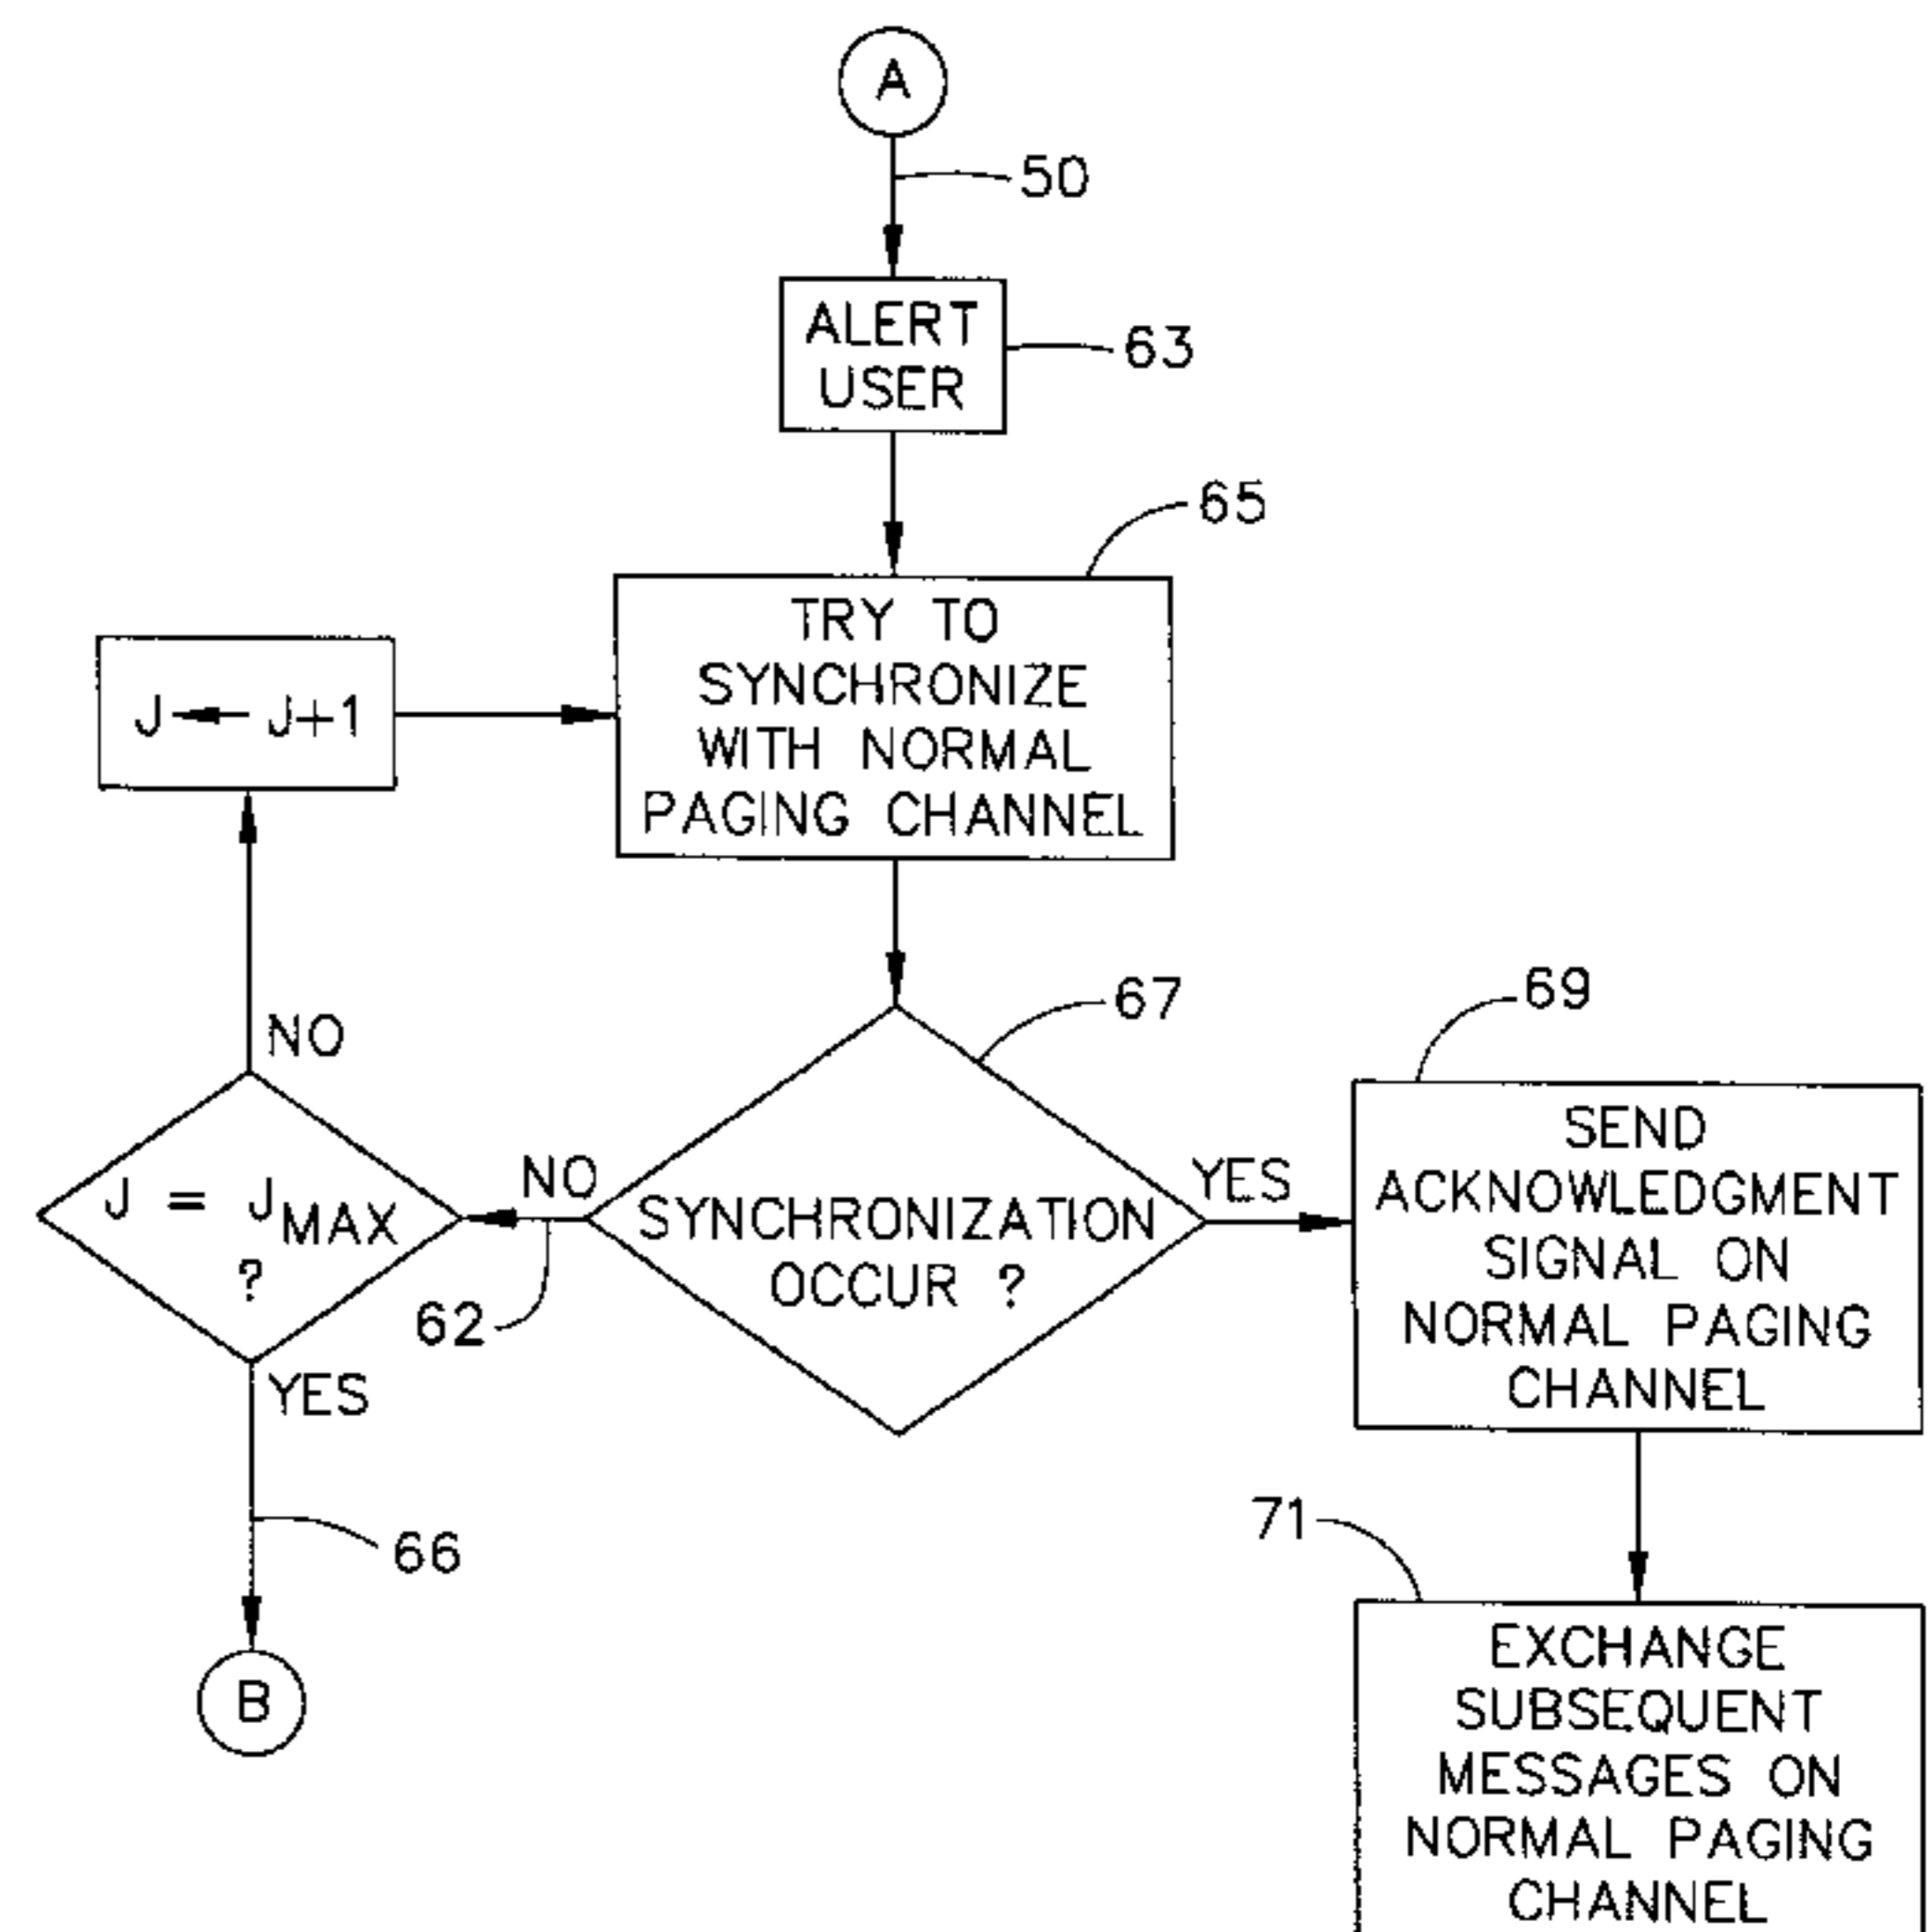 A
50
ALERT
USER
63
65
TRY TO
SYNCHRONIZE
WITH NORMAL
PAGING CHANNEL
J ← J+1
67
69
NO
SEND
ACKNOWLEDGMENT
SIGNAL ON
NORMAL PAGING
CHANNEL
J = JMAX
?
NO
SYNCHRONIZATION
OCCUR ?
YES
62
YES
66
71
B
EXCHANGE
SUBSEQUENT
MESSAGES ON
NORMAL PAGING
CHANNEL